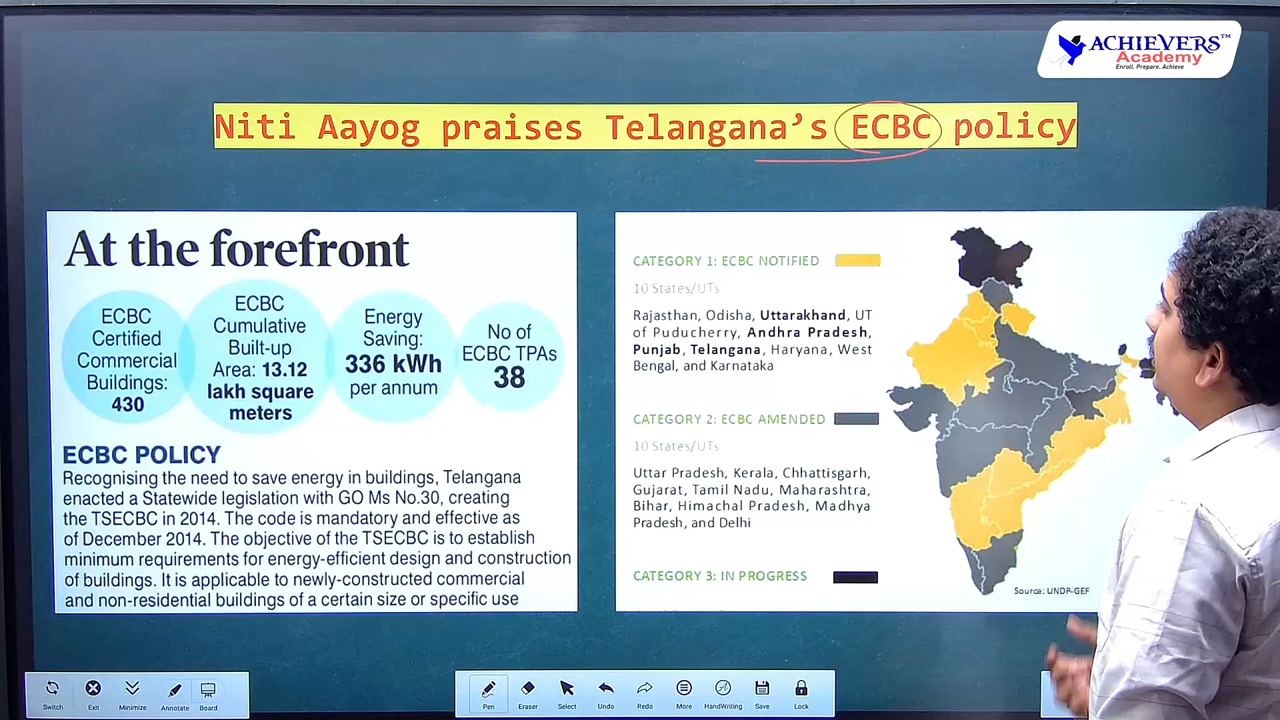 ACHIEVERS™
Academy
Enroll. Prepare. Achieve
Niti Aayog praises Telangana's ECBC policy
At the forefront
ECBC
Certified
Commercial
Buildings:
430
ECBC
Cumulative
Built-up
Area: 13.12
lakh square
meters
Energy
Saving:
336 kWh
per annum
No of
ECBC TPAs
38
ECBC POLICY
Recognising the need to save energy in buildings, Telangana
enacted a Statewide legislation with GO Ms No.30, creating
the TSECBC in 2014. The code is mandatory and effective as
of December 2014. The objective of the TSECBC is to establish
minimum requirements for energy-efficient design and construction
of buildings. It is applicable to newly-constructed commercial
and non-residential buildings of a certain size or specific use
CATEGORY 1: ECBC NOTIFIED
10 States/UTs
Rajasthan, Odisha, Uttarakhand, UT
of Puducherry, Andhra Pradesh,
Punjab, Telangana, Haryana, West
Bengal, and Karnataka
CATEGORY 2: ECBC AMENDED
10 States/UTs
Uttar Pradesh, Kerala, Chhattisgarh,
Gujarat, Tamil Nadu, Maharashtra,
Bihar, Himachal Pradesh, Madhya
Pradesh, and Delhi
CATEGORY 3: IN PROGRESS
Source: UNDP-GEF
Switch
Exit
Minimize
Annotate
Board
Pen
Eraser
Select
Undo
Redo
More
HandWriting
Save
Lock